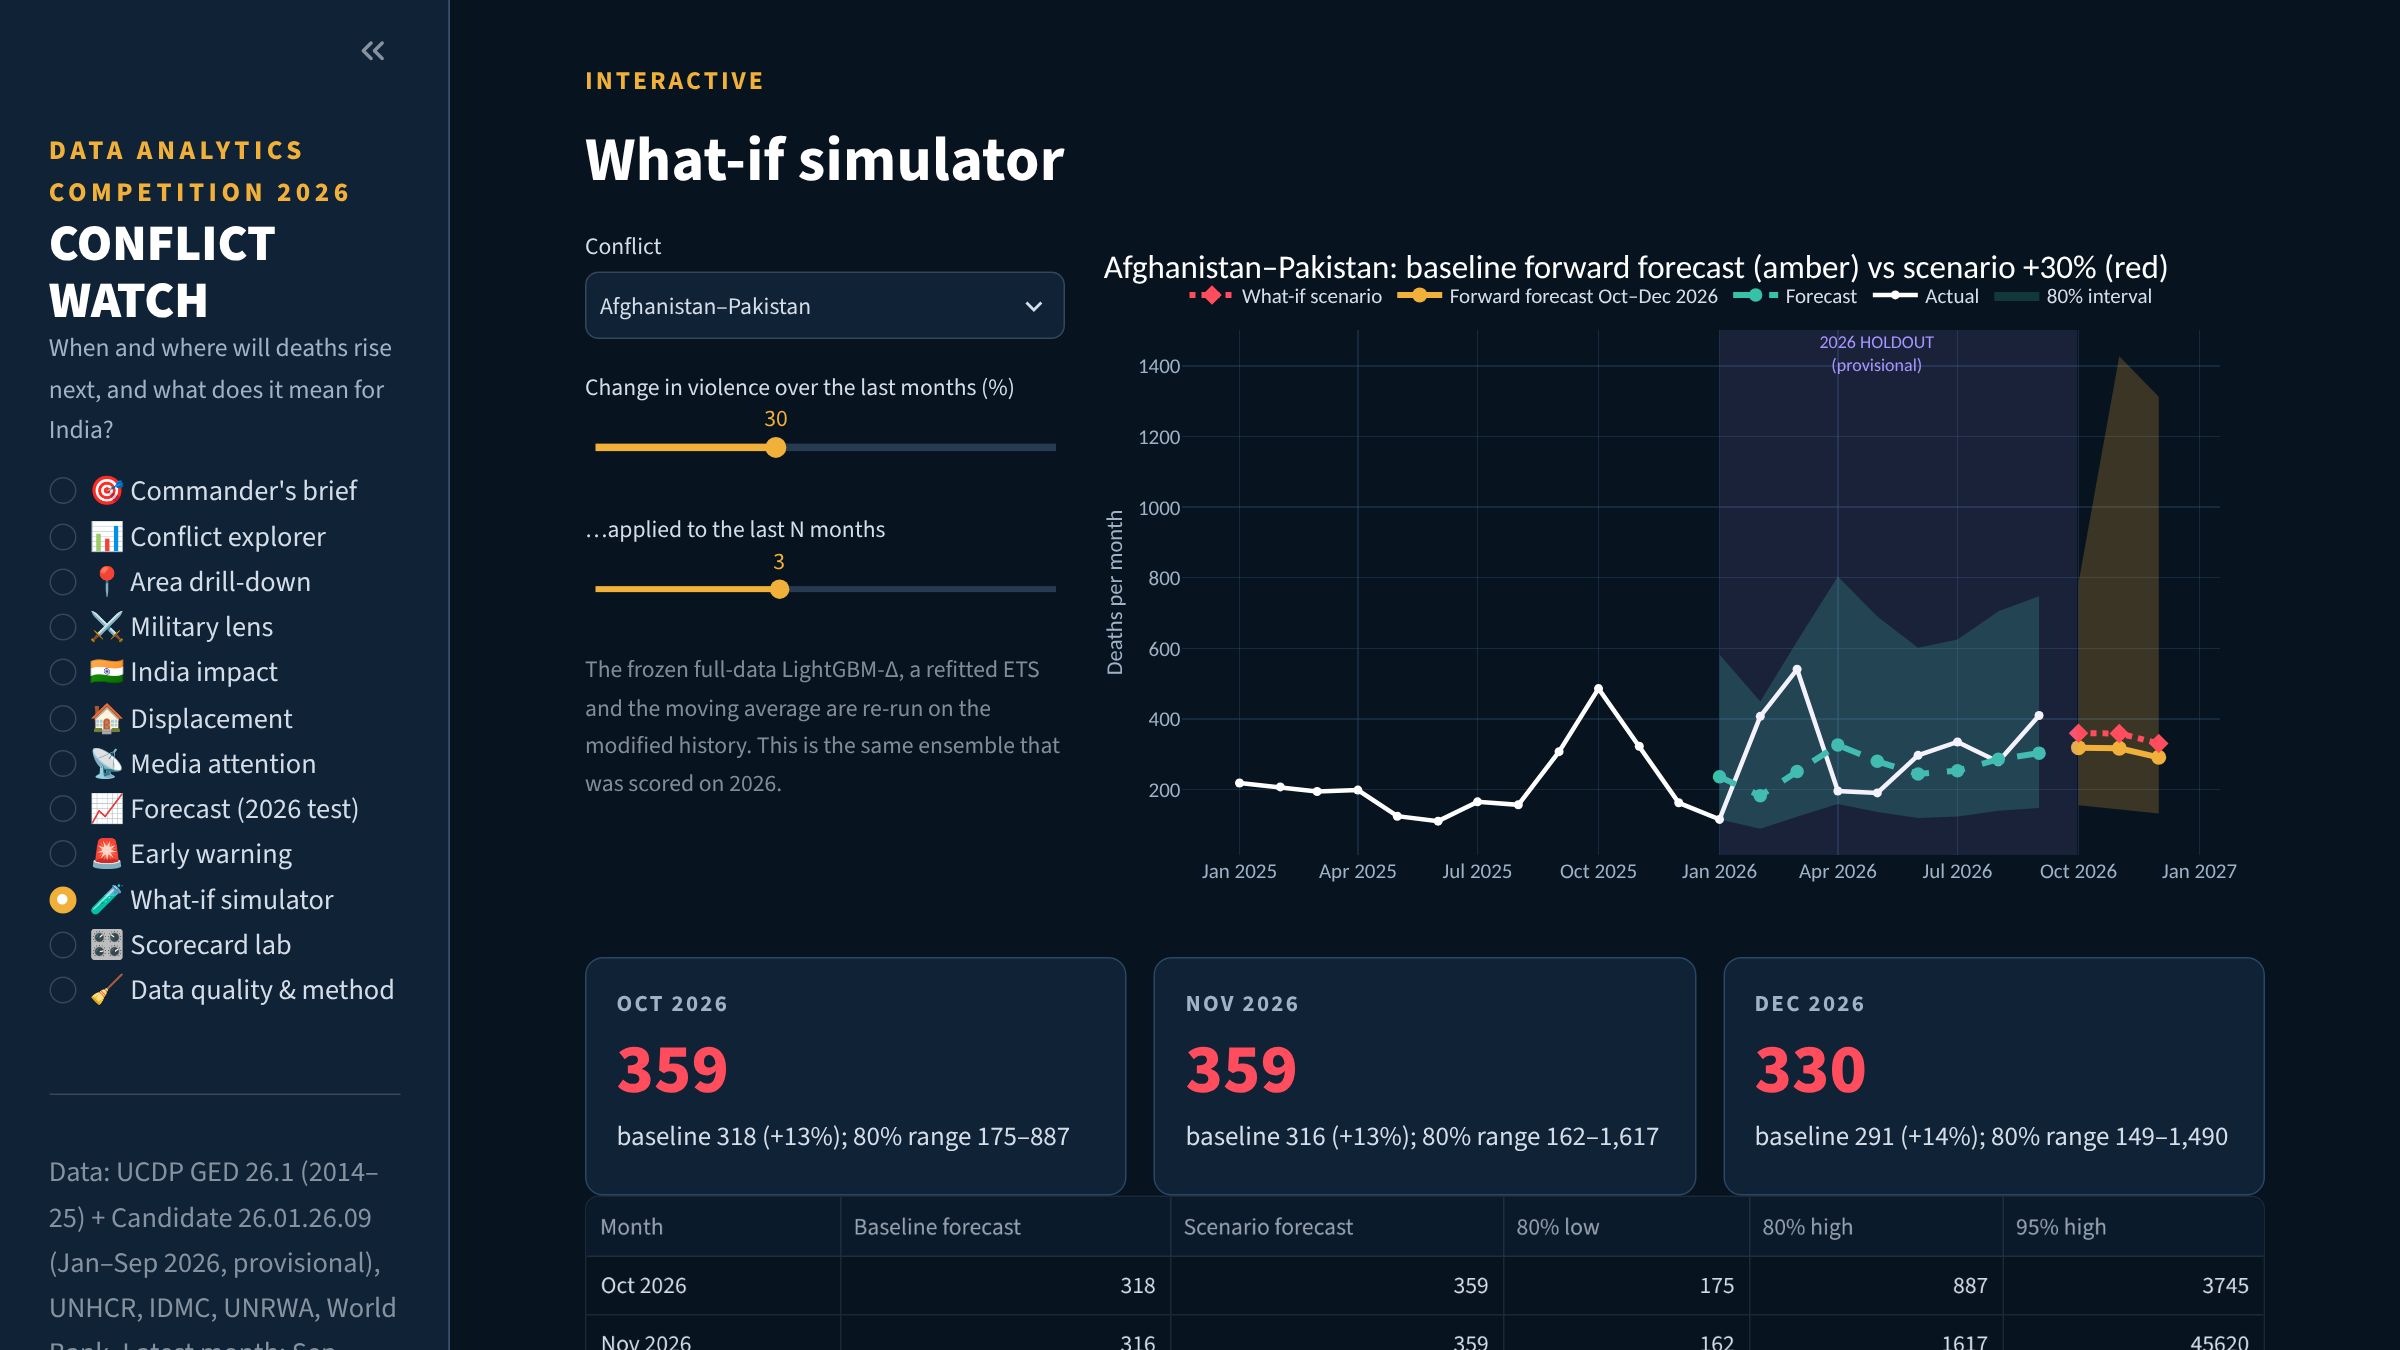 DATA ANALYTICS
COMPETITION 2026
CONFLICT
WATCH
When and where will deaths rise
next, and what does it mean for
India?
Commander's brief
Conflict explorer
Area drill-down
Military lens
India impact
Displacement
Media attention
Forecast (2026 test)
Early warning
What-if simulator
Scorecard lab
Data quality & method
Data: UCDP GED 26.1 (2014–
25) + Candidate 26.01.26.09
(Jan–Sep 2026, provisional),
UNHCR, IDMC, UNRWA, World
Bank. Latest month: Sep
INTERACTIVE
What-if simulator
Conflict
Afghanistan–Pakistan
Change in violence over the last months (%)
30
…applied to the last N months
3
The frozen full-data LightGBM-Δ, a refitted ETS
and the moving average are re-run on the
modified history. This is the same ensemble that
was scored on 2026.
Afghanistan–Pakistan: baseline forward forecast (amber) vs scenario +30% (red)
What-if scenario Forward forecast Oct–Dec 2026 Forecast Actual 80% interval
2026 HOLDOUT
(provisional)
Deaths per month
1400
1200
1000
800
600
400
200
Jan 2025 Apr 2025 Jul 2025 Oct 2025 Jan 2026 Apr 2026 Jul 2026 Oct 2026 Jan 2027
OCT 2026
359
baseline 318 (+13%); 80% range 175–887
NOV 2026
359
baseline 316 (+13%); 80% range 162–1,617
DEC 2026
330
baseline 291 (+14%); 80% range 149–1,490
Month Baseline forecast Scenario forecast 80% low 80% high 95% high
Oct 2026 318 359 175 887 3745
Nov 2026 316 359 162 1617 45620